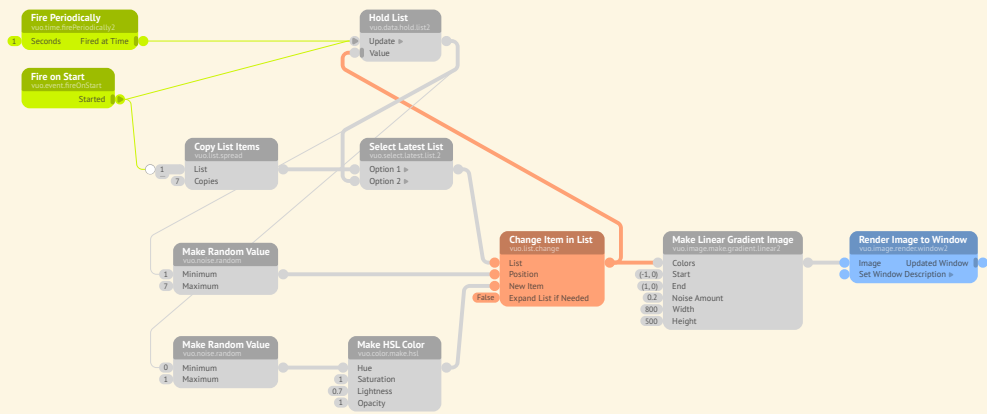 Fire Periodically
vuo.time.firePeriodically2
1 Seconds Fired at Time
Hold List
vuo.data.hold.list2
Update
Value
Fire on Start
vuo.event.fireOnStart
Started
Copy List Items
vuo.list.spread
1 List
7 Copies
Select Latest List
vuo.select.latest.list.2
Option 1
Option 2
Make Random Value
vuo.noise.random
1 Minimum
7 Maximum
Change Item in List
vuo.list.change
List
Position
New Item
False Expand List if Needed
Make Linear Gradient Image
vuo.image.make.gradient.linear2
Colors
(-1, 0) Start
(1, 0) End
0.2 Noise Amount
800 Width
500 Height
Render Image to Window
vuo.image.render.window2
Image Updated Window
Set Window Description
Make Random Value
vuo.noise.random
0 Minimum
1 Maximum
Make HSL Color
vuo.color.make.hsl
Hue
1 Saturation
0.7 Lightness
1 Opacity